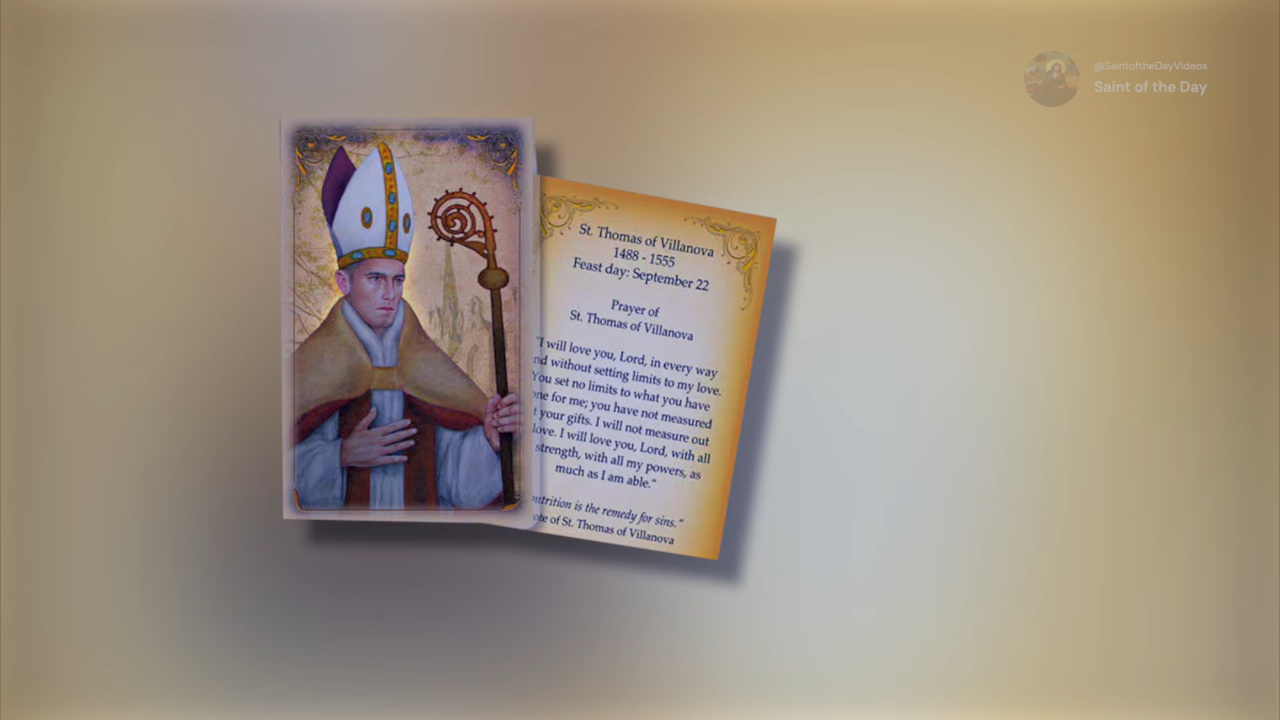 @SaintoftheDayVideos
Saint of the Day
St. Thomas of Villanova
1488 - 1555
Feast day: September 22
Prayer of
St. Thomas of Villanova
"I will love you, Lord, in every way
nd without setting limits to my love.
You set no limits to what you have
one for me; you have not measured
t your gifts. I will not measure out
love. I will love you, Lord, with all
strength, with all my powers, as
much as I am able."
ntrition is the remedy for sins."
ote of St. Thomas of Villanova